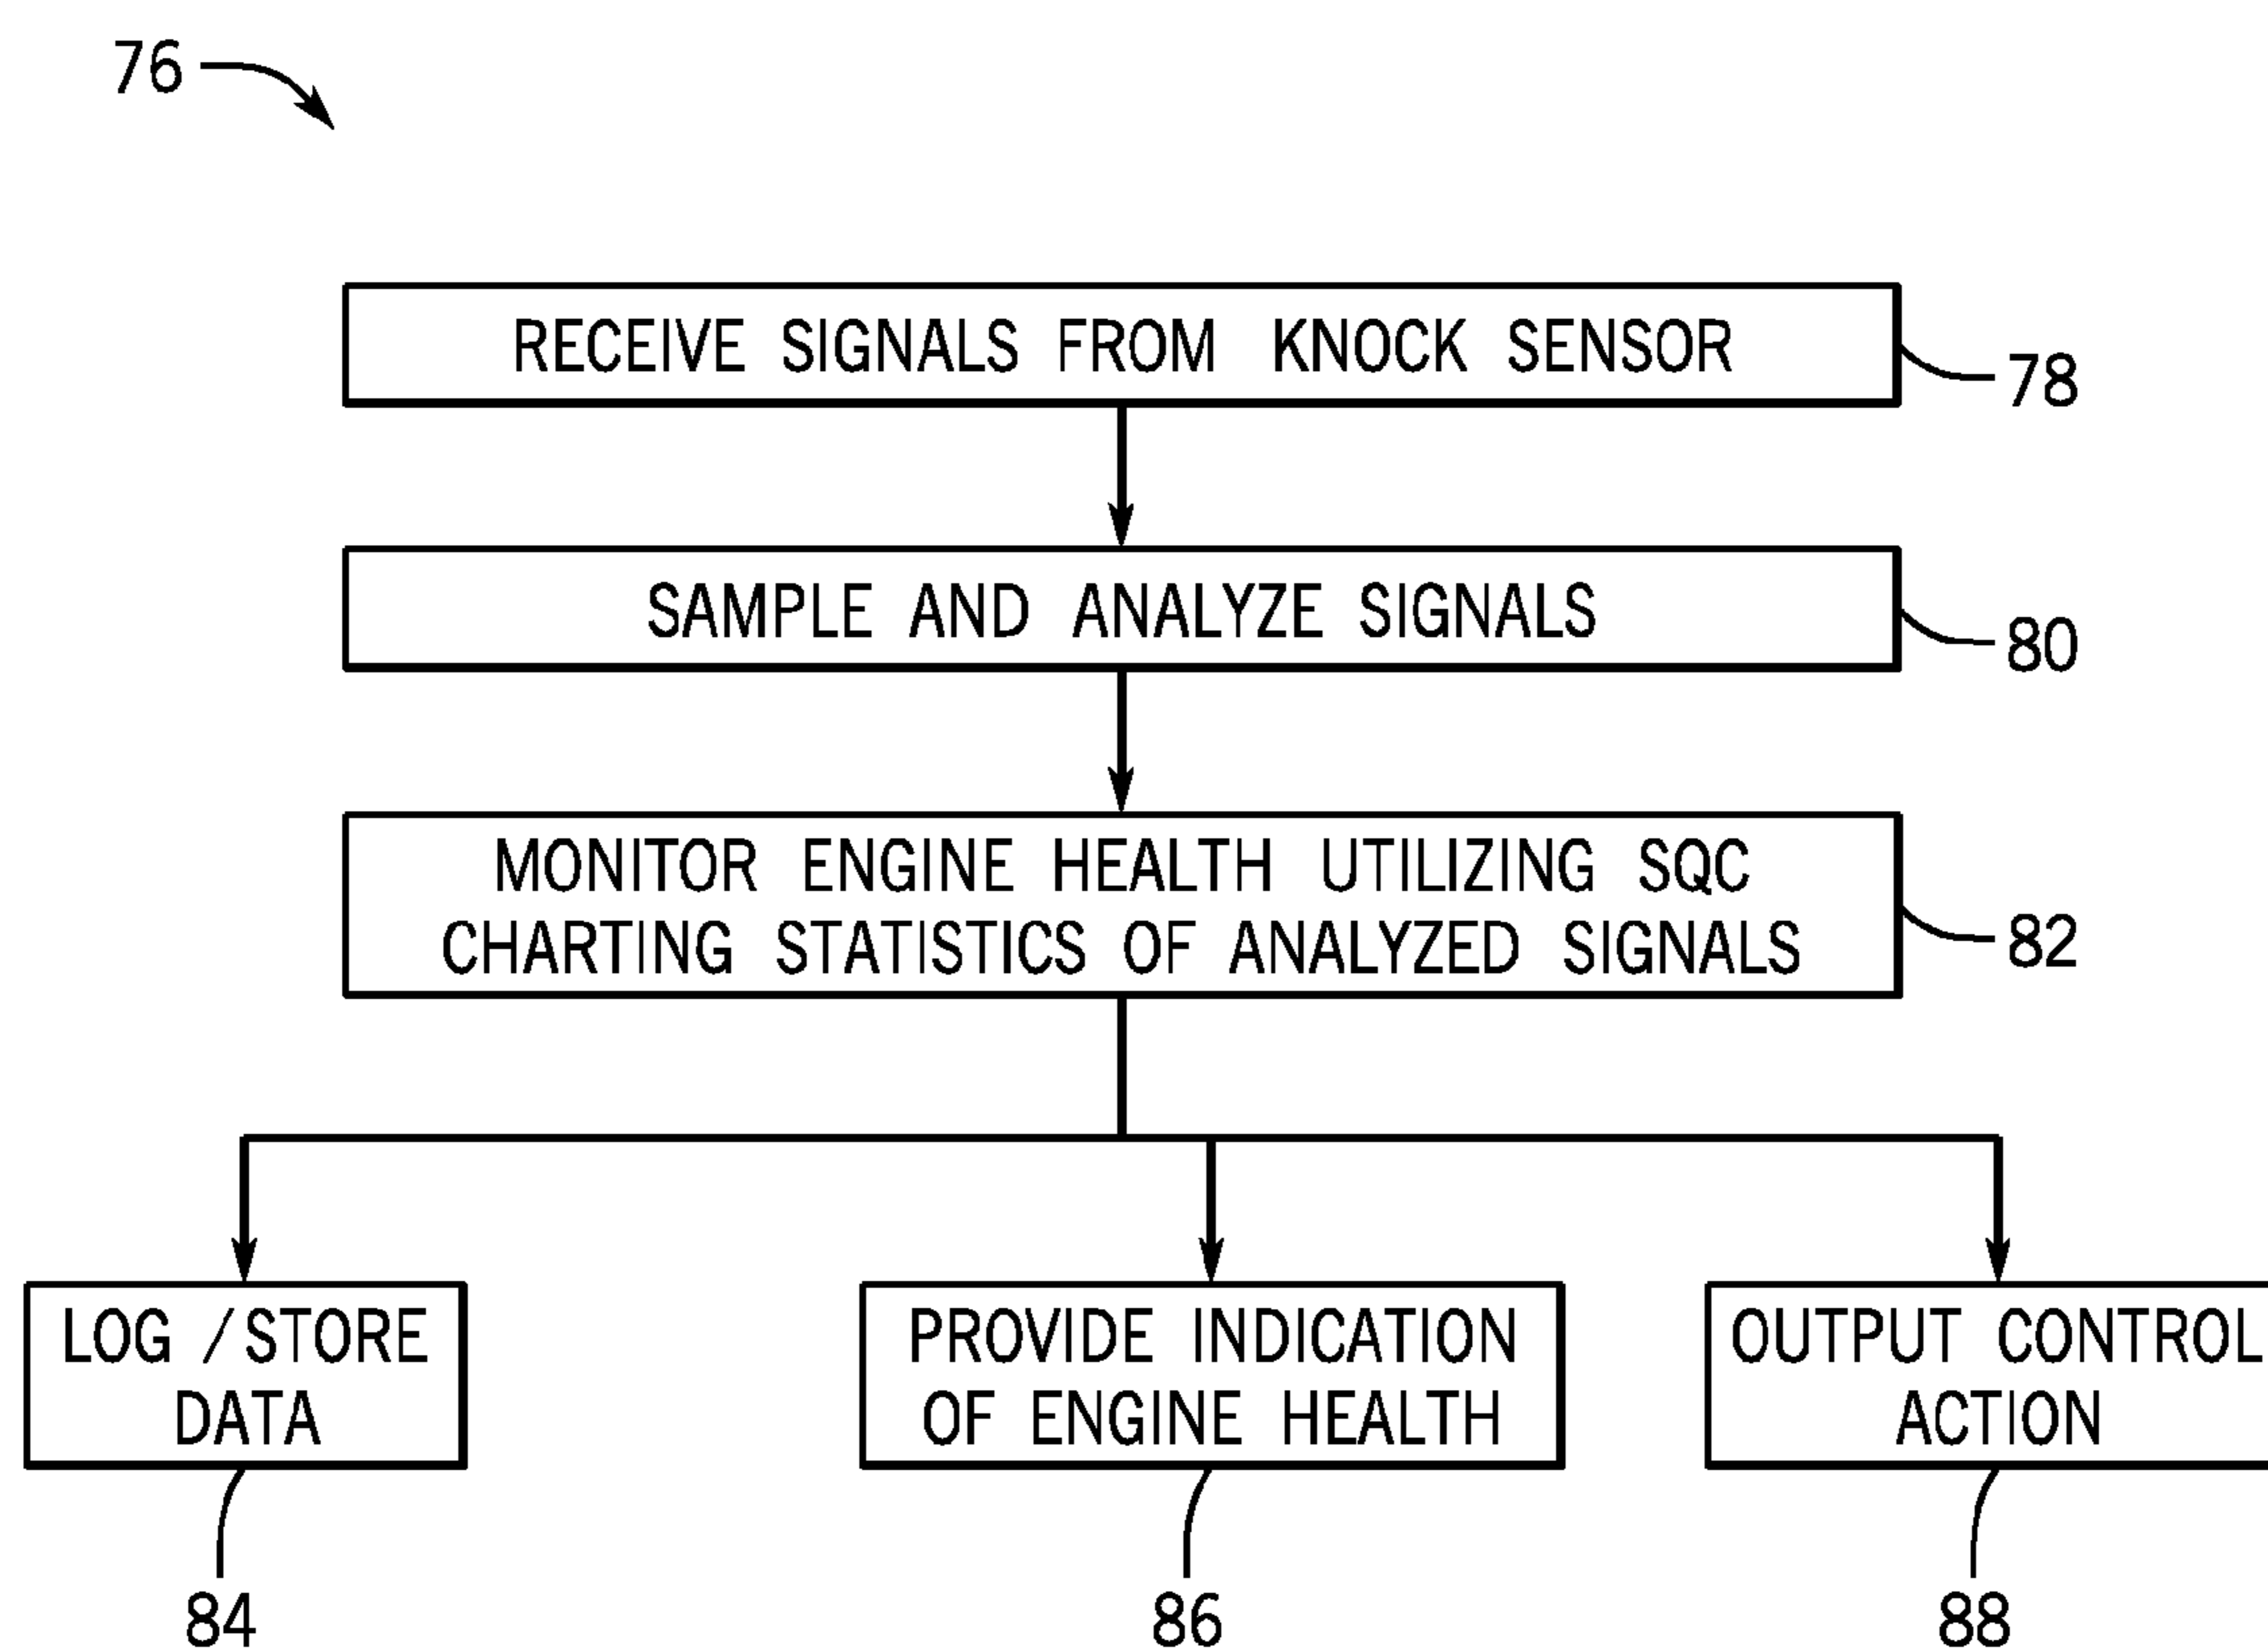 76
RECEIVE SIGNALS FROM KNOCK SENSOR
78
SAMPLE AND ANALYZE SIGNALS
80
MONITOR ENGINE HEALTH UTILIZING SQC
CHARTING STATISTICS OF ANALYZED SIGNALS
82
LOG /STORE
DATA
84
PROVIDE INDICATION
OF ENGINE HEALTH
86
OUTPUT CONTROL
ACTION
88